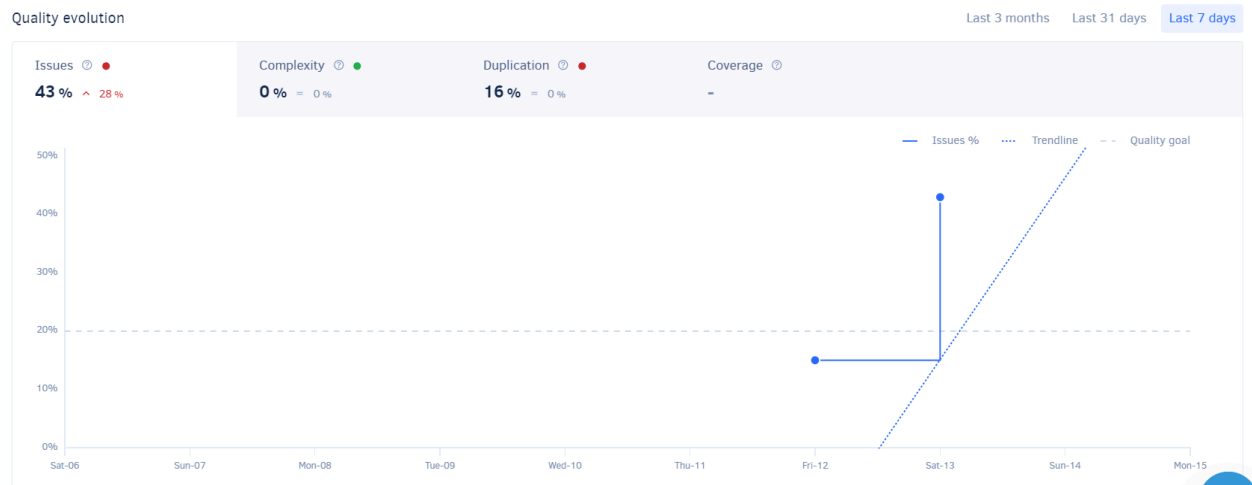 Quality evolution
Last 3 months Last 31 days Last 7 days
Issues ? Complexity ? Duplication ? Coverage ?
43 % ^ 28 % 0 % = 0 % 16 % = 0 % -
Issues % Trendline Quality goal
50%
40%
30%
20%
10%
0%
Sat-06 Sun-07 Mon-08 Tue-09 Wed-10 Thu-11 Fri-12 Sat-13 Sun-14 Mon-15